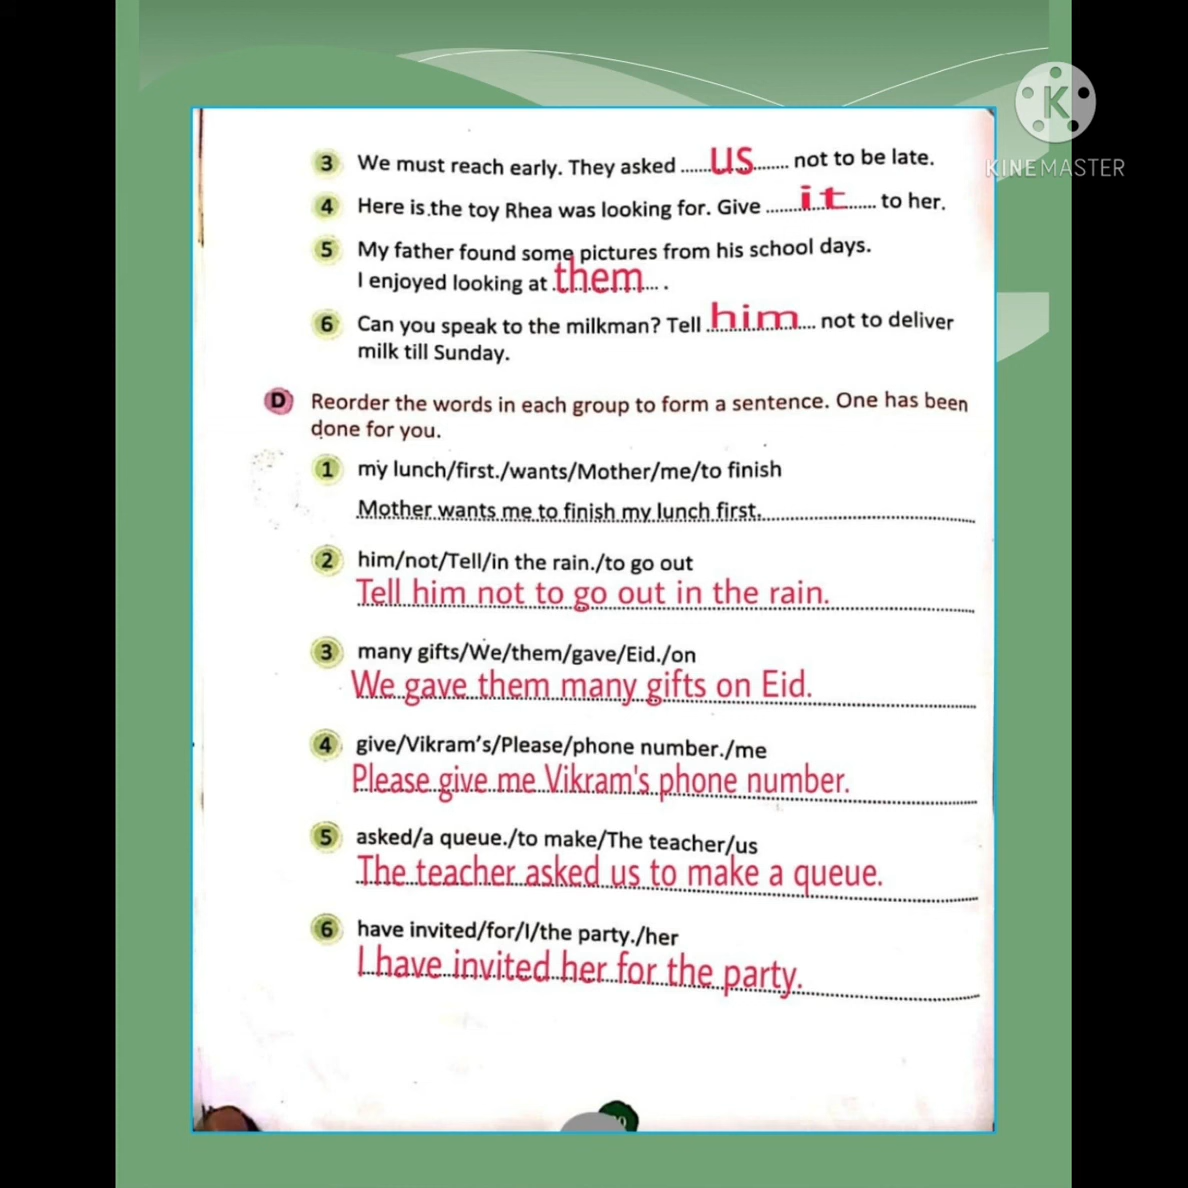 K
KINEMASTER
3 We must reach early. They asked ........us........ not to be late.
4 Here is the toy Rhea was looking for. Give ........it........ to her.
5 My father found some pictures from his school days.
I enjoyed looking at ....them.... .
6 Can you speak to the milkman? Tell ....him.... not to deliver
milk till Sunday.
D Reorder the words in each group to form a sentence. One has been
done for you.
1 my lunch/first./wants/Mother/me/to finish
Mother wants me to finish my lunch first.
2 him/not/Tell/in the rain./to go out
Tell him not to go out in the rain.
3 many gifts/We/them/gave/Eid./on
We gave them many gifts on Eid.
4 give/Vikram's/Please/phone number./me
Please give me Vikram's phone number.
5 asked/a queue./to make/The teacher/us
The teacher asked us to make a queue.
6 have invited/for/I/the party./her
I have invited her for the party.